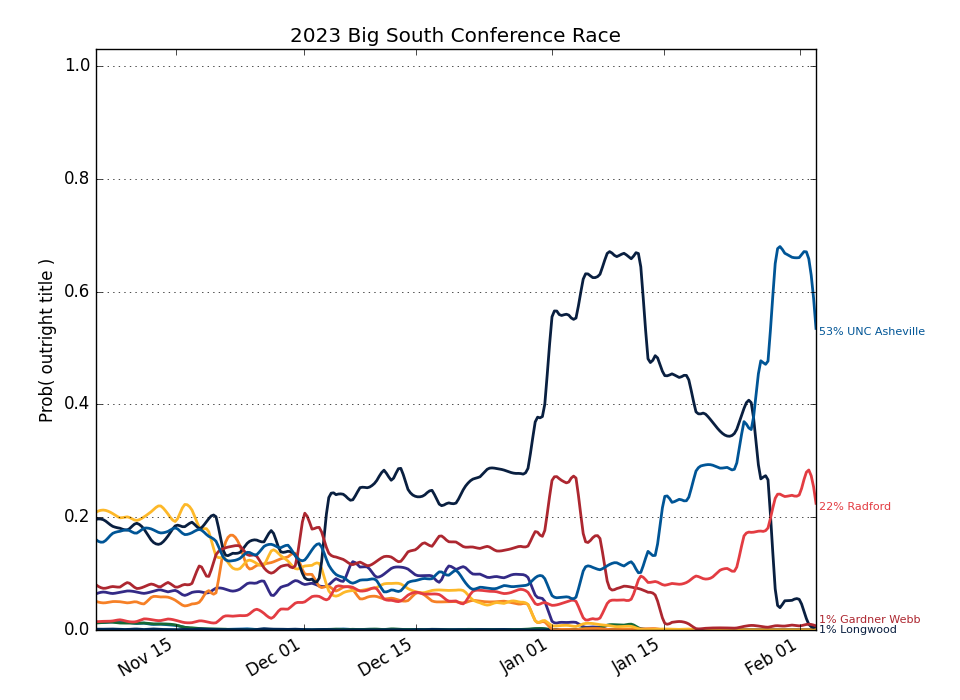 2023 Big South Conference Race
Prob( outright title )
1.0
0.8
0.6
0.4
0.2
0.0
53% UNC Asheville
22% Radford
1% Gardner Webb
1% Longwood
Nov 15
Dec 01
Dec 15
Jan 01
Jan 15
Feb 01